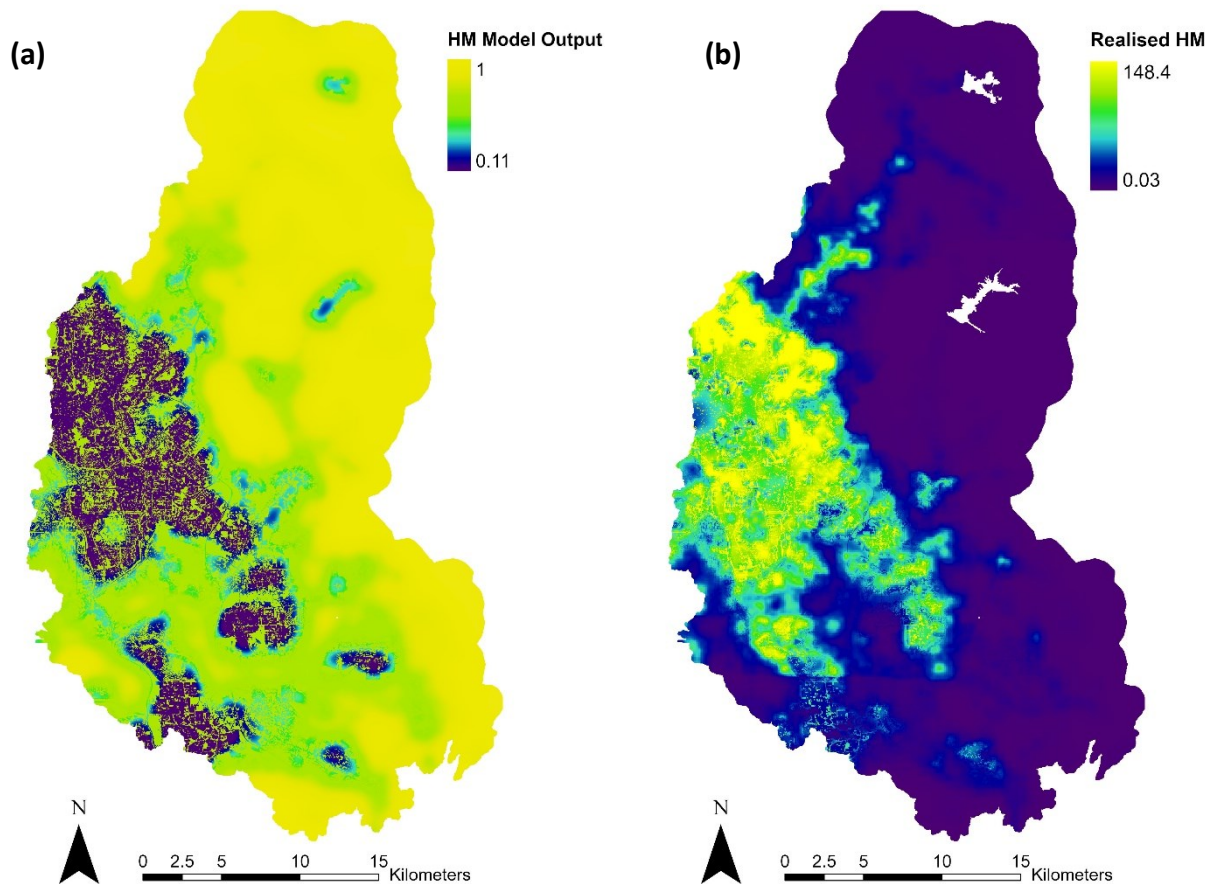 (a)
HM Model Output
1
0.11
N
0 2.5 5 10 15
Kilometers
(b)
Realised HM
148.4
0.03
N
0 2.5 5 10 15
Kilometers